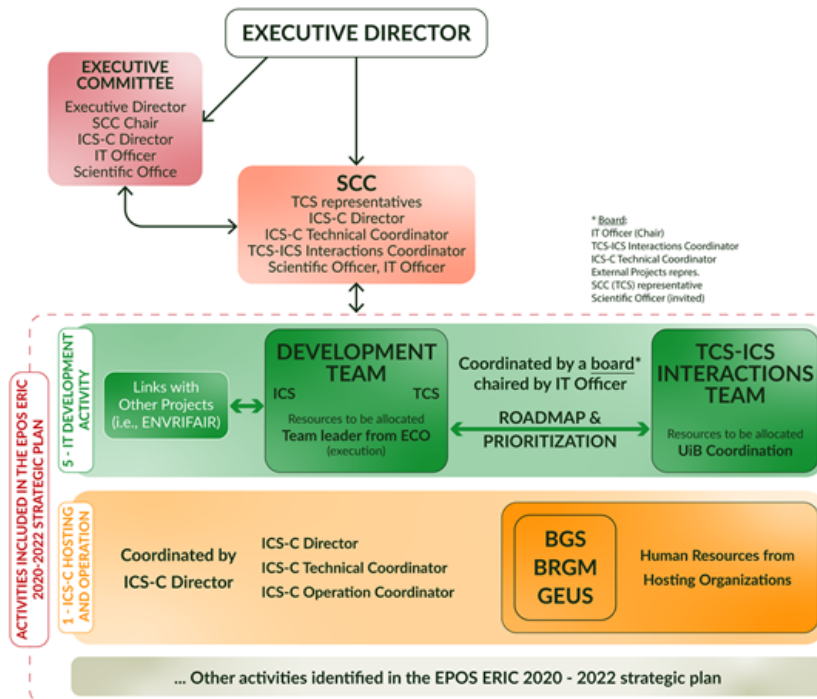 EXECUTIVE DIRECTOR
EXECUTIVE
COMMITTEE
Executive Director
SCC Chair
ICS-C Director
IT Officer
Scientific Office
SCC
TCS representatives
ICS-C Director
ICS-C Technical Coordinator
TCS-ICS Interactions Coordinator
Scientific Officer, IT Officer
* Board:
IT Officer (Chair)
TCS-ICS Interactions Coordinator
ICS-C Technical Coordinator
External Projects repres.
SCC (TCS) representative
Scientific Officer (invited)
ACTIVITIES INCLUDED IN THE EPOS ERIC
2020-2022 STRATEGIC PLAN
5 - IT DEVELOPMENT
ACTIVITY
Links with
Other Projects
(i.e., ENVRIFAIR)
DEVELOPMENT
TEAM
ICS TCS
Resources to be allocated
Team leader from ECO
(execution)
Coordinated by a board*
chaired by IT Officer
ROADMAP &
PRIORITIZATION
TCS-ICS
INTERACTIONS
TEAM
Resources to be allocated
UiB Coordination
1 - ICS-C HOSTING
AND OPERATION
Coordinated by
ICS-C Director
ICS-C Director
ICS-C Technical Coordinator
ICS-C Operation Coordinator
BGS
BRGM
GEUS
Human Resources from
Hosting Organizations
... Other activities identified in the EPOS ERIC 2020 - 2022 strategic plan